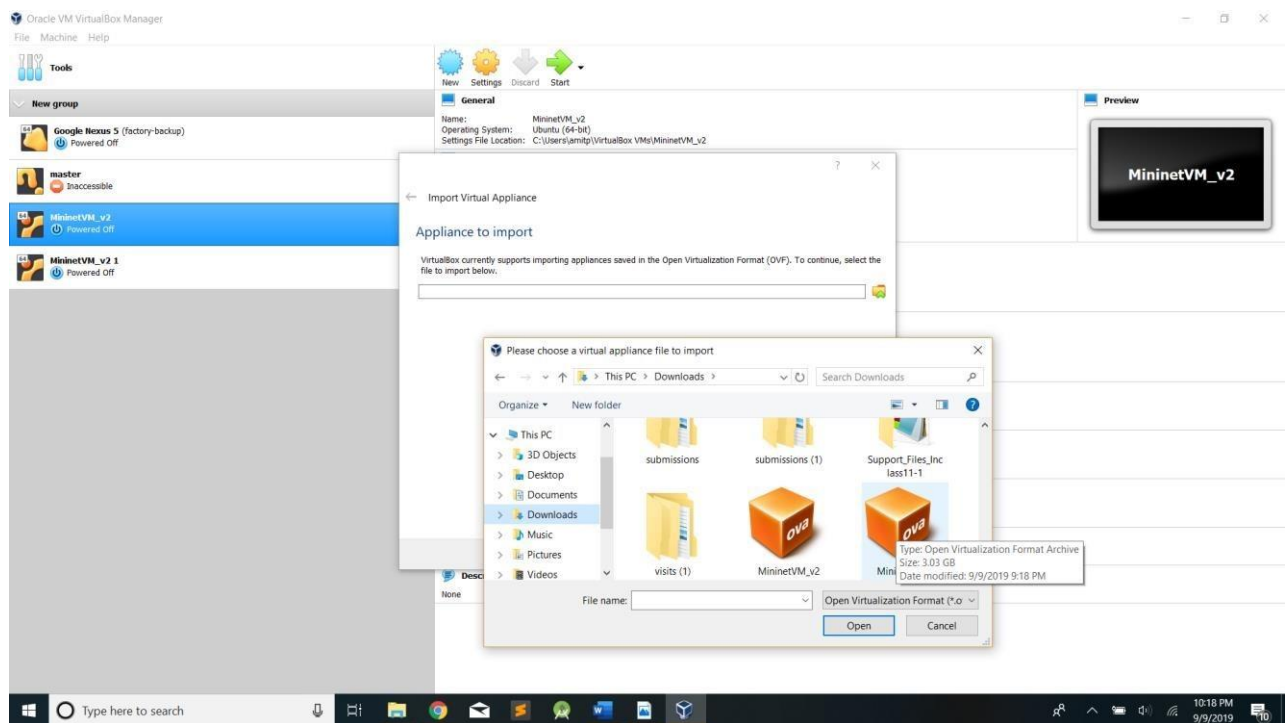 Oracle VM VirtualBox Manager
File Machine Help
Tools
New Settings Discard Start
New group
General
Preview
Google Nexus 5 (factory-backup)
Powered Off
Name: MininetVM_v2
Operating System: Ubuntu (64-bit)
Settings File Location: C:\Users\amitp\VirtualBox VMs\MininetVM_v2
MininetVM_v2
master
Inaccessible
MininetVM_v2
Powered Off
MininetVM_v2 1
Powered Off
?
Import Virtual Appliance
Appliance to import
VirtualBox currently supports importing appliances saved in the Open Virtualization Format (OVF). To continue, select the
file to import below.
Please choose a virtual appliance file to import
This PC > Downloads >
Search Downloads
Organize
New folder
?
This PC
3D Objects
Desktop
Documents
Downloads
Music
Pictures
Videos
submissions
submissions (1)
Support_Files_Inc
lass11-1
ova
ova
visits (1)
MininetVM_v2
Mini
Type: Open Virtualization Format Archive
Size: 3.03 GB
Date modified: 9/9/2019 9:18 PM
File name:
Open Virtualization Format (*.o
Open
Cancel
Desc
None
Type here to search
10:18 PM
9/9/2019